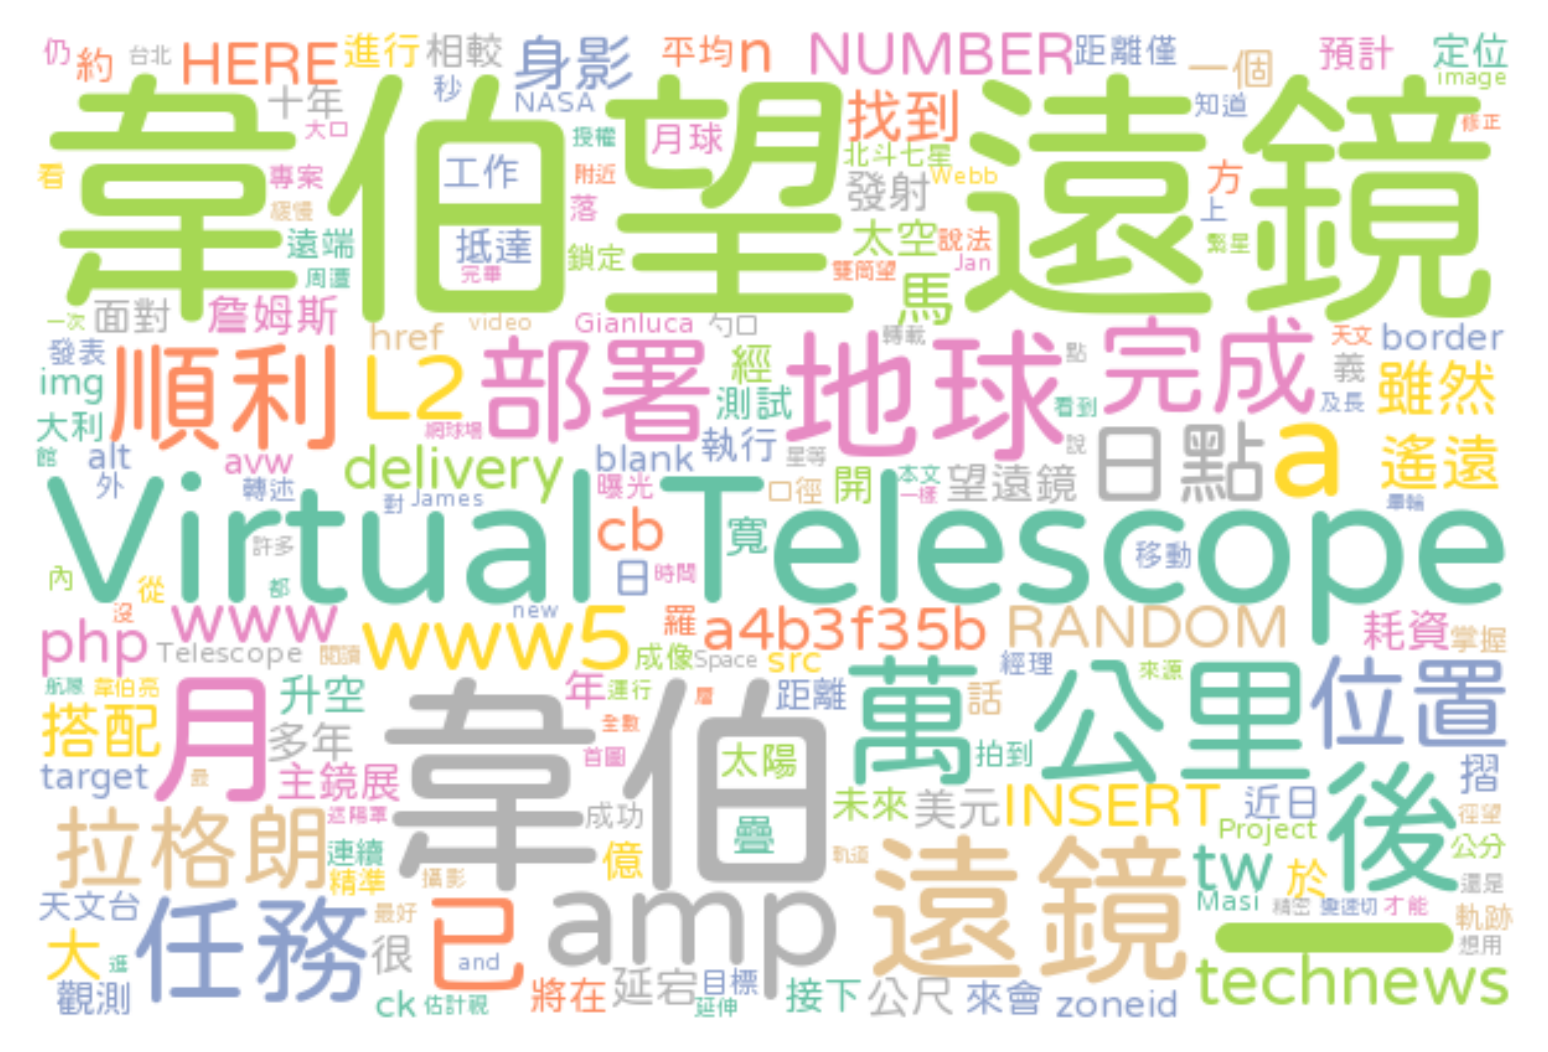 仍 約 台北 HERE 進行 相較 身影 平均 n NUMBER 距離僅 一個 預計 定位
image
十年 秒 NASA 知道
大口 授權 月球 找到 修正
韋伯望遠鏡
看 專案 工作 附近 北斗七星 Webb 方
緩慢 落 發射 上
遠端 抵達 鎖定 太空 說法 繁星
周遭 完畢 雙筒望 Jan
馬
一次 面對 詹姆斯 video Gianluca 勺口
發表 href 轉載 天文 border
img 順利 L2 部署 經 地球 點 完成 義 雖然
大利 網球場 測試 看到 及長
館 alt avw delivery blank 執行 星等 說 日點 a 遙遠
外 轉述 對 James 曝光 口徑 開 本文 一樣 望遠鏡 畢輪
Virtual Telescope
許多 cb 寬 移動
內 從 都 日 時間
沒 new
php www www5 羅 a4b3f35b RANDOM 耗資 掌握
Telescope 閱讀 成像 Space src 經理 來源
韋伯亮 升空 年 運行 層 距離 萬 話 公里 位置
搭配 月 多年 韋伯 全數 首圖 太陽 拍到
target 最 主鏡展 摺
遮陽罩 成功 疊 未來 美元 INSERT 近日 後 徑望
拉格朗 連續 億 軌道 Project 公分
精準 攝影 tw 於 還是
天文台 任務 最好 已 amp 遠鏡 Masi 精密 變速切 才能 軌跡
大 進 很 and 一 想用
觀測 延宕 目標 technews
ck 估計視 將在 延伸 接下 公尺 來會 zoneid